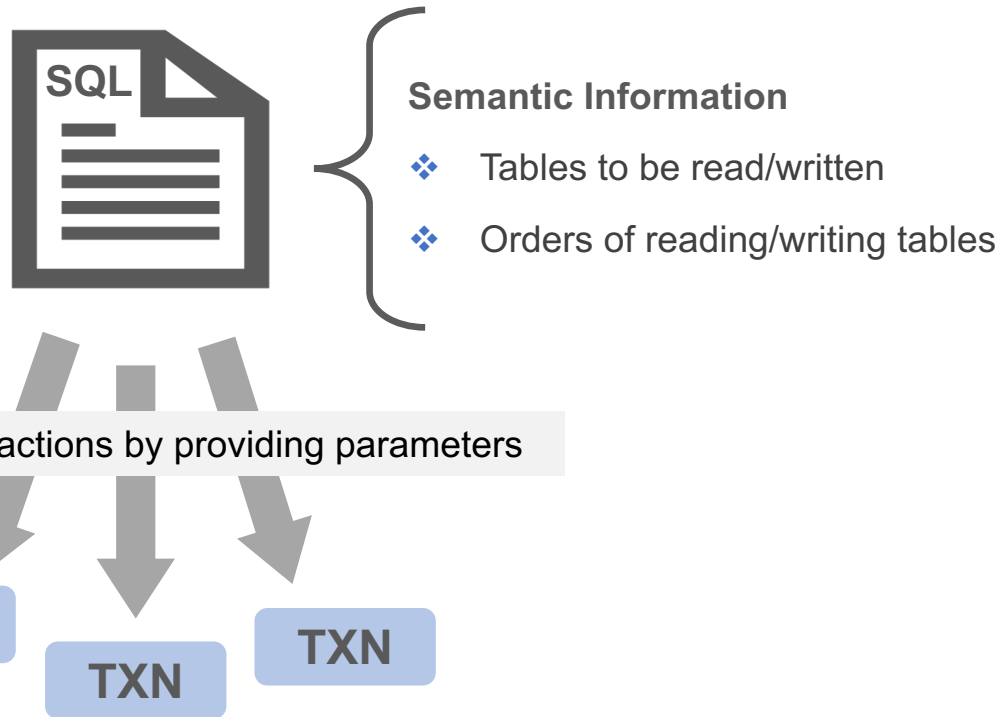 SQL
Semantic Information
Tables to be read/written
Orders of reading/writing tables
actions by providing parameters
TXN
TXN